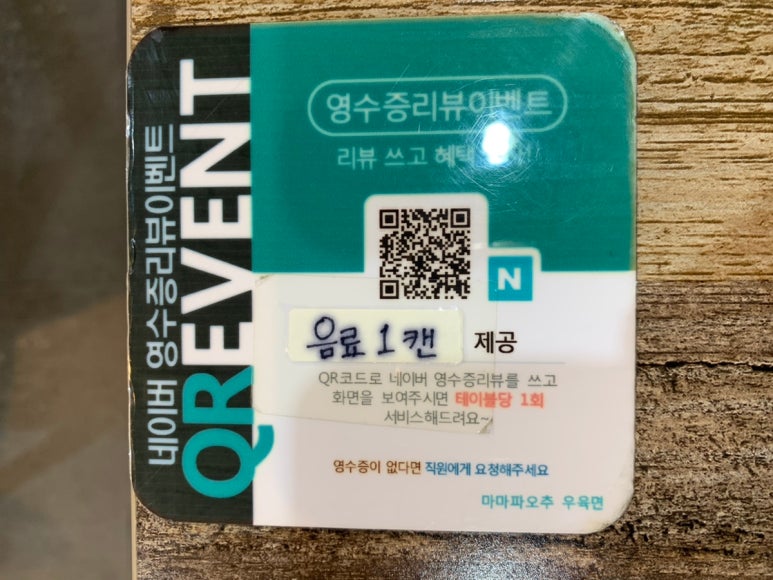 네이버 영수증리뷰이벤트
QR EVENT
영수증리뷰이벤트
리뷰 쓰고
N
음료 1 캔 제공
QR코드로 네이버 영수증리뷰를 쓰고
화면을 보여주시면 테이블당 1회
서비스해드려요~
영수증이 없다면 직원에게 요청해주세요
마마파오추 우육면